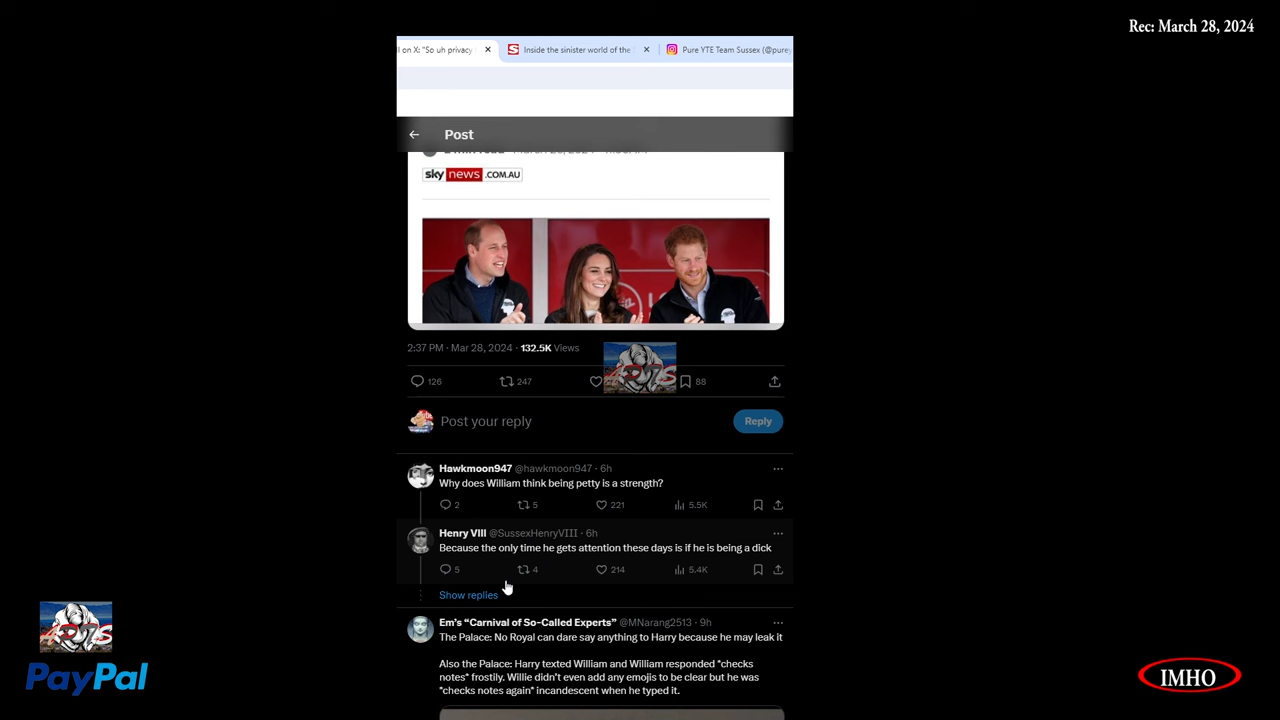 Rec: March 28, 2024
ll on X: "So uh privacy
Inside the sinister world of the
Pure YTE Team Sussex (@purey
Post
sky news .COM.AU
2:37 PM · Mar 28, 2024 · 132.5K Views
126 247 88
Post your reply
Reply
Hawkmoon947 @hawkmoon947 · 6h
Why does William think being petty is a strength?
2 5 221 5.5K
Henry VIII @SussexHenryVIII · 6h
Because the only time he gets attention these days is if he is being a dick
5 4 214 5.4K
Show replies
Em's “Carnival of So-Called Experts” @MNarang2513 · 9h
The Palace: No Royal can dare say anything to Harry because he may leak it
Also the Palace: Harry texted William and William responded *checks
notes* frostily. Willie didn't even add any emojis to be clear but he was
*checks notes again* incandescent when he typed it.
PayPal
IMHO